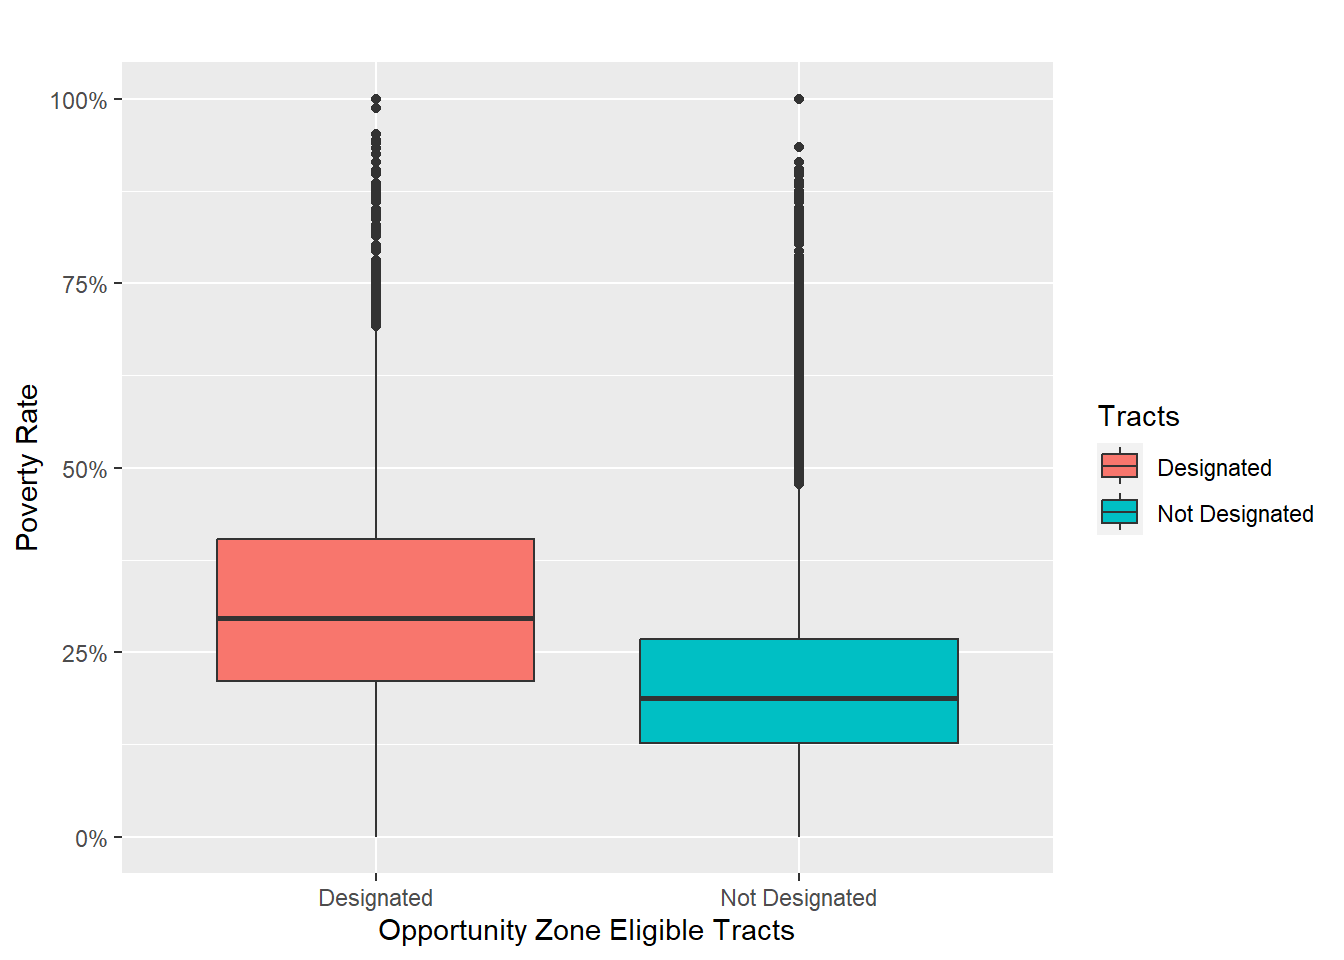 100%
75%
50%
25%
0%
Poverty Rate
Designated
Not Designated
Opportunity Zone Eligible Tracts
Tracts
Designated
Not Designated